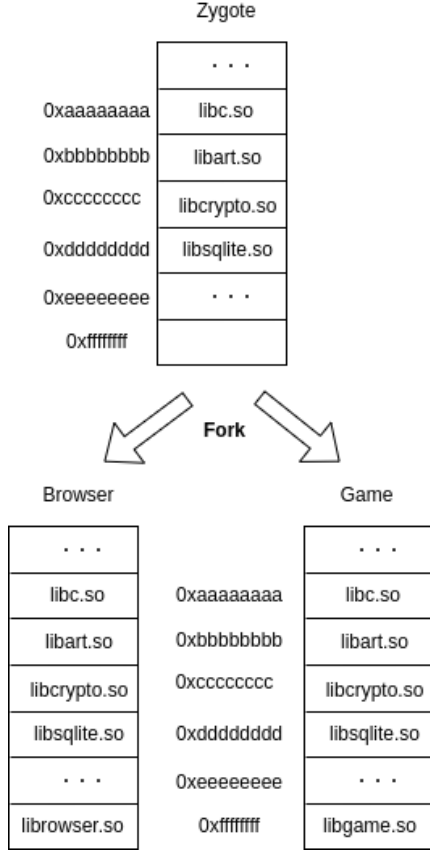 Zygote
. . .
0xaaaaaaaa libc.so
0xbbbbbbbb libart.so
0xcccccccc libcrypto.so
0xdddddddd libsqlite.so
0xeeeeeeee . . .
0xffffffff
Fork
Browser Game
. . . . . .
libc.so 0xaaaaaaaa libc.so
libart.so 0xbbbbbbbb libart.so
libcrypto.so 0xcccccccc libcrypto.so
libsqlite.so 0xdddddddd libsqlite.so
. . . 0xeeeeeeee . . .
librowser.so 0xffffffff libgame.so